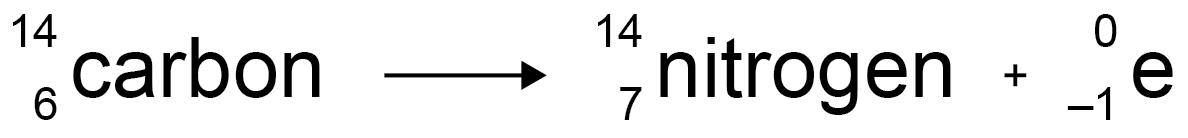 14 6 carbon → 14 7 nitrogen + 0 –1 e